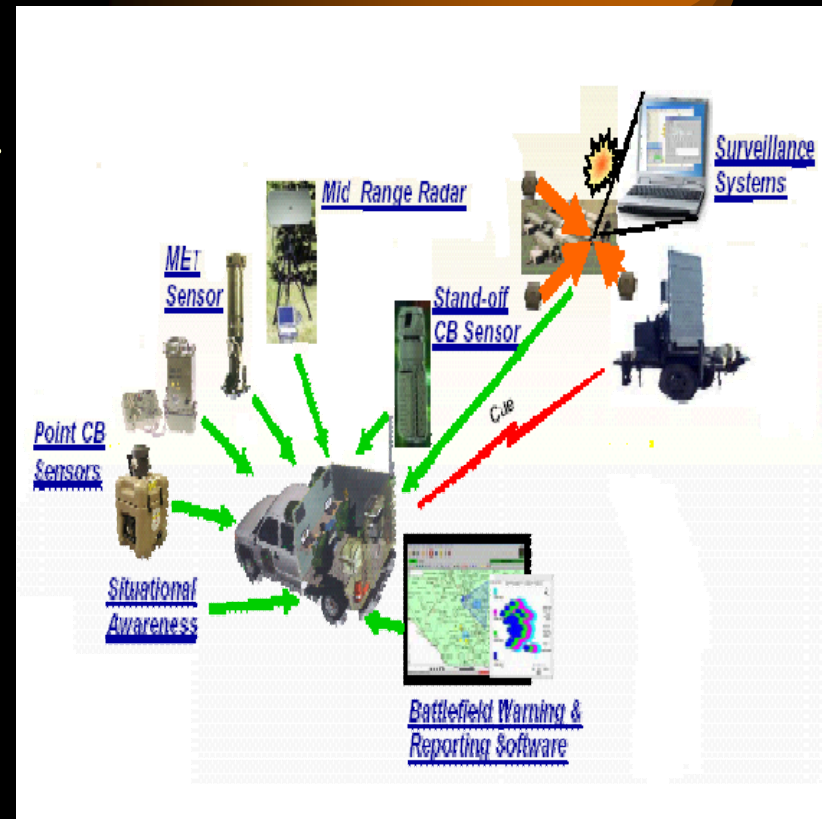 Surveillance
Systems
Mid Range Radar
MET
Sensor
Stand-off
CB Sensor
Cue
Point CB
Sensors
Situational
Awareness
Battlefield Warning &
Reporting Software